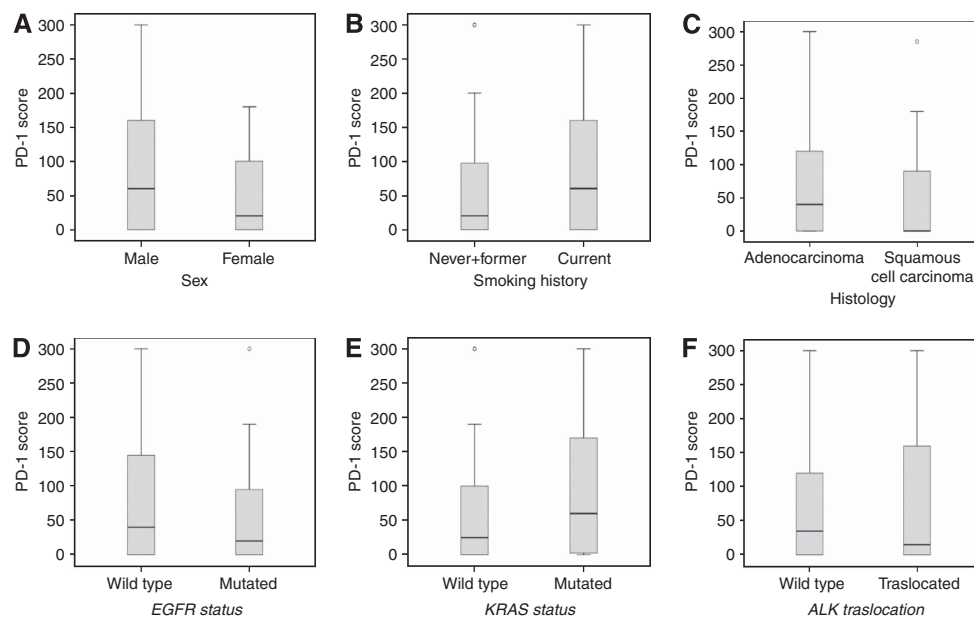 A
PD-1 score
300
250
200
150
100
50
0
Male
Female
Sex
B
PD-1 score
300
250
200
150
100
50
0
Never+former
Current
Smoking history
C
PD-1 score
300
250
200
150
100
50
0
Adenocarcinoma
Squamous
cell carcinoma
Histology
D
PD-1 score
300
250
200
150
100
50
0
Wild type
Mutated
EGFR status
E
PD-1 score
300
250
200
150
100
50
0
Wild type
Mutated
KRAS status
F
PD-1 score
300
250
200
150
100
50
0
Wild type
Traslocated
ALK traslocation